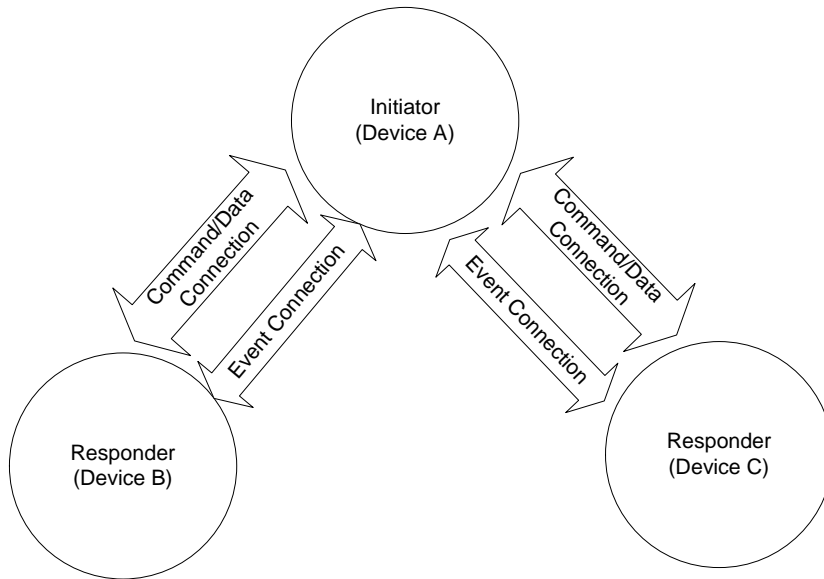 Initiator
(Device A)
Command/Data
Connection
Event Connection
Command/Data
Connection
Event Connection
Responder
(Device B)
Responder
(Device C)